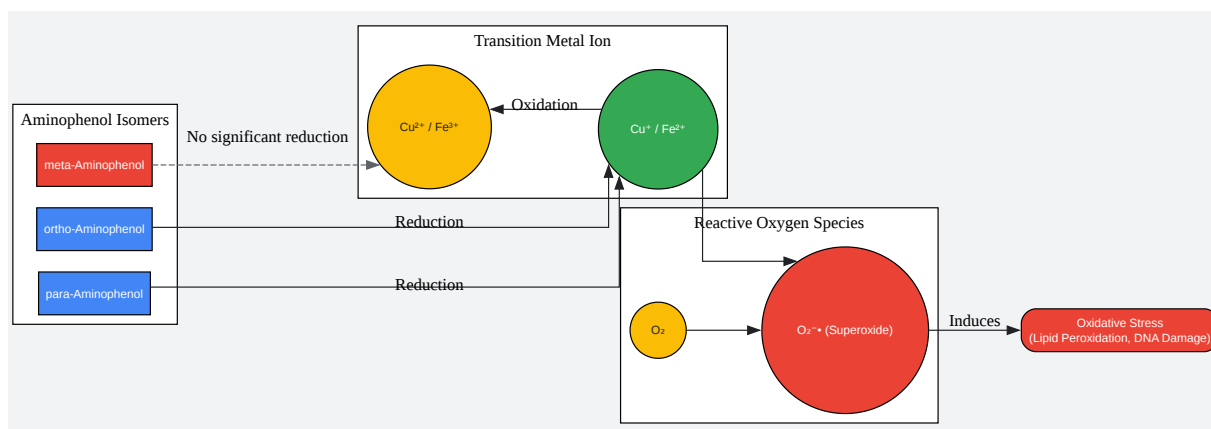 Transition Metal Ion
Cu²⁺ / Fe³⁺
Oxidation
Cu⁺ / Fe²⁺
Aminophenol Isomers
meta-Aminophenol
ortho-Aminophenol
para-Aminophenol
No significant reduction
Reduction
Reduction
Reactive Oxygen Species
O₂
O₂⁻• (Superoxide)
Induces
Oxidative Stress
(Lipid Peroxidation, DNA Damage)